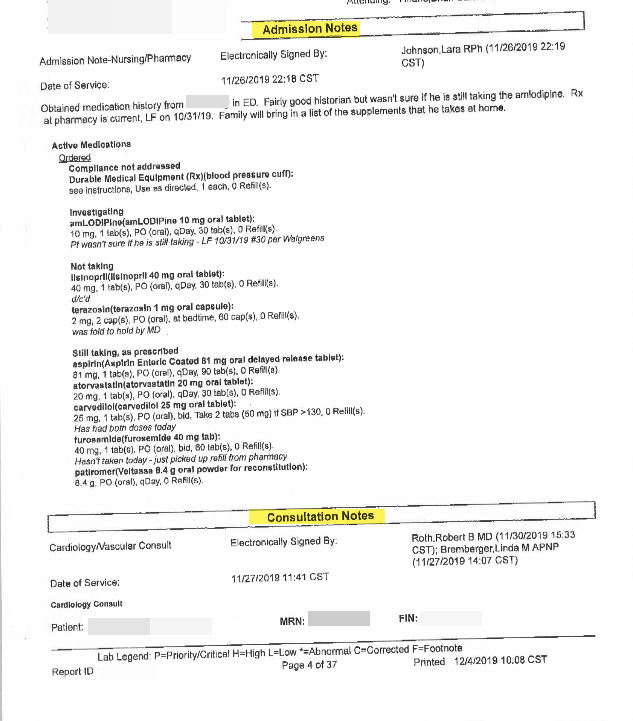 Admission Notes
Admission Note-Nursing/Pharmacy Electronically Signed By: Johnson,Lara RPh (11/26/2019 22:19
CST)
Date of Service: 11/26/2019 22:18 CST
Obtained medication history from in ED. Fairly good historian but wasn't sure if he is still taking the amlodipine. Rx
at pharmacy is current, LF on 10/31/19. Family will bring in a list of the supplements that he takes at home.
Active Medications
Ordered
Compliance not addressed
Durable Medical Equipment (Rx)(blood pressure cuff):
see instructions, Use as directed, 1 each, 0 Refill(s).
Investigating
amLODIPine(amLODIPine 10 mg oral tablet):
10 mg, 1 tab(s), PO (oral), qDay, 30 tab(s), 0 Refill(s).
Pt wasn't sure if he is still taking - LF 10/31/19 #30 per Walgreens
Not taking
lisinopril(lisinopril 40 mg oral tablet):
40 mg, 1 tab(s), PO (oral), qDay, 30 tab(s), 0 Refill(s).
d/c'd
terazosin(terazosin 1 mg oral capsule):
2 mg, 2 cap(s), PO (oral), at bedtime, 60 cap(s), 0 Refill(s).
was told to hold by MD
Still taking, as prescribed
aspirin(Aspirin Enteric Coated 81 mg oral delayed release tablet):
81 mg, 1 tab(s), PO (oral), qDay, 90 tab(s), 0 Refill(s).
atorvastatin(atorvastatin 20 mg oral tablet):
20 mg, 1 tab(s), PO (oral), qDay, 30 tab(s), 0 Refill(s).
carvedilol(carvedilol 25 mg oral tablet):
25 mg, 1 tab(s), PO (oral), bid, Take 2 tabs (50 mg) if SBP >130, 0 Refill(s).
Has had both doses today
furosemide(furosemide 40 mg tab):
40 mg, 1 tab(s), PO (oral), bid, 60 tab(s), 0 Refill(s).
Hasn't taken today - just picked up refill from pharmacy
patiromer(Veltassa 8.4 g oral powder for reconstitution):
8.4 g, PO (oral), qDay, 0 Refill(s).
Consultation Notes
Cardiology/Vascular Consult Electronically Signed By: Roth,Robert B MD (11/30/2019 15:33
CST); Bremberger,Linda M APNP
(11/27/2019 14:07 CST)
Date of Service: 11/27/2019 11:41 CST
Cardiology Consult
Patient: MRN: FIN:
Lab Legend: P=Priority/Critical H=High L=Low *=Abnormal C=Corrected F=Footnote
Report ID Page 4 of 37 Printed 12/4/2019 10:08 CST